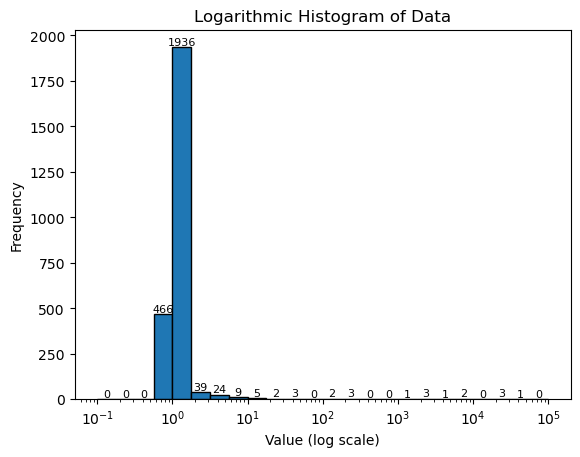 Logarithmic Histogram of Data
2000
1750
1500
1250
1000
750
500
250
0
Frequency
0 0 0 466 1936 39 24 9 5 2 3 0 2 3 0 0 1 3 1 2 0 3 1 0
10⁻¹ 10⁰ 10¹ 10² 10³ 10⁴ 10⁵
Value (log scale)